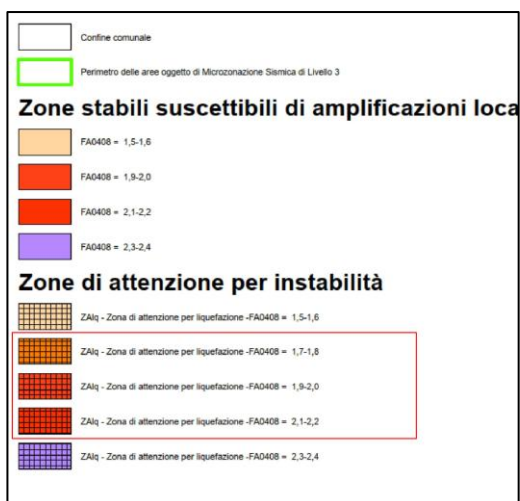 Confine comunale
Perimetro delle aree oggetto di Microzonazione Sismica di Livello 3
Zone stabili suscettibili di amplificazioni loca
FA0408 = 1,5-1,6
FA0408 = 1,9-2,0
FA0408 = 2,1-2,2
FA0408 = 2,3-2,4
Zone di attenzione per instabilità
ZAlq - Zona di attenzione per liquefazione -FA0408 = 1,5-1,6
ZAlq - Zona di attenzione per liquefazione -FA0408 = 1,7-1,8
ZAlq - Zona di attenzione per liquefazione -FA0408 = 1,9-2,0
ZAlq - Zona di attenzione per liquefazione -FA0408 = 2,1-2,2
ZAlq - Zona di attenzione per liquefazione -FA0408 = 2,3-2,4